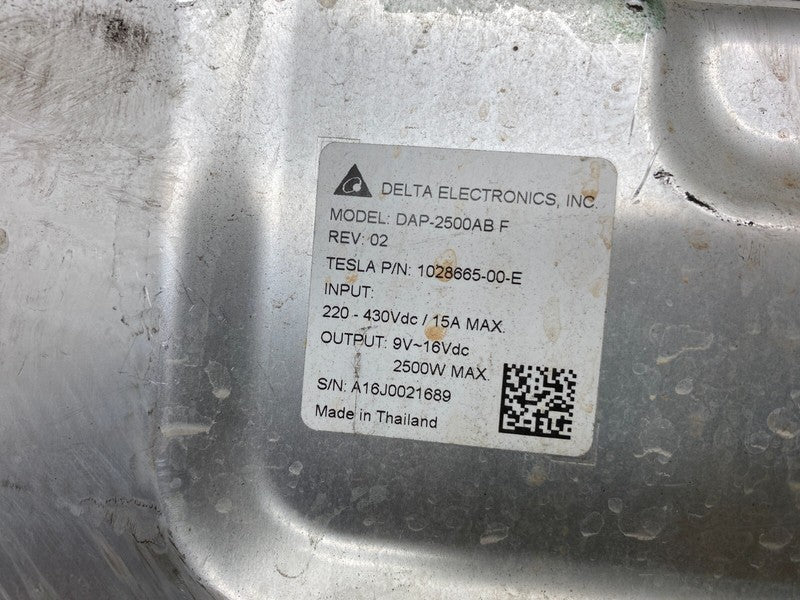 DELTA ELECTRONICS, INC.
MODEL: DAP-2500AB F
REV: 02
TESLA P/N: 1028665-00-E
INPUT:
220 - 430Vdc / 15A MAX.
OUTPUT: 9V~16Vdc
2500W MAX.
S/N: A16J0021689
Made in Thailand